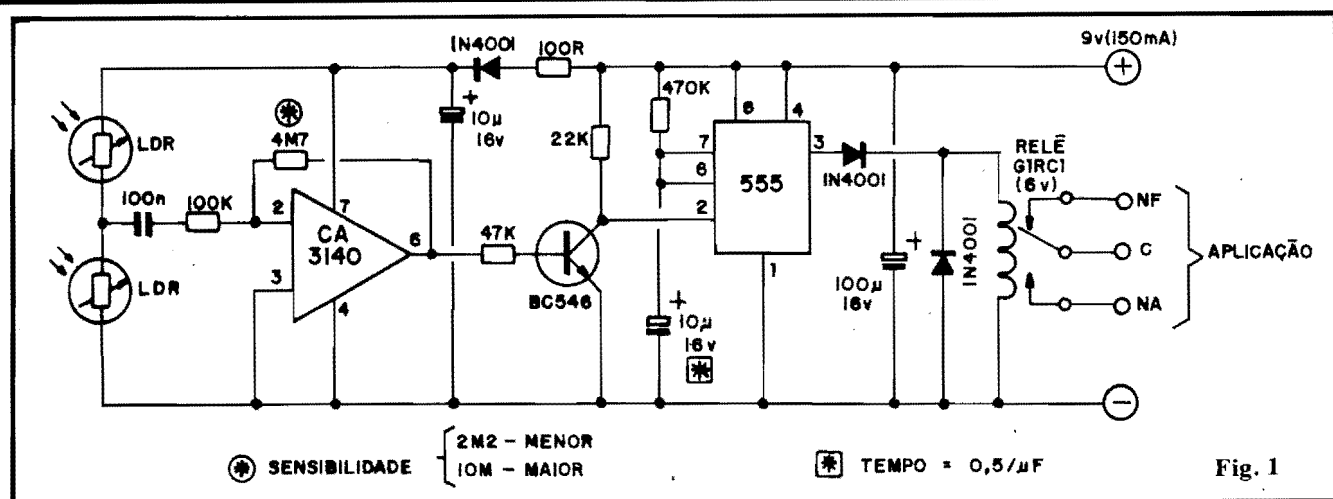 9v(150mA)
+
1N4001
100R
LDR
4M7
10µ
16v
22K
470K
8
4
7
6
2
555
3
1
1N4001
RELÊ
G1RC1
(6v)
NF
C
NA
APLICAÇÃO
100n
100K
2
7
CA
3140
6
3
4
47K
BC546
LDR
+
10µ
16v
+
100µ
16v
1N4001
−
SENSIBILIDADE
2M2 - MENOR
10M - MAIOR
TEMPO = 0,5/µF
Fig. 1